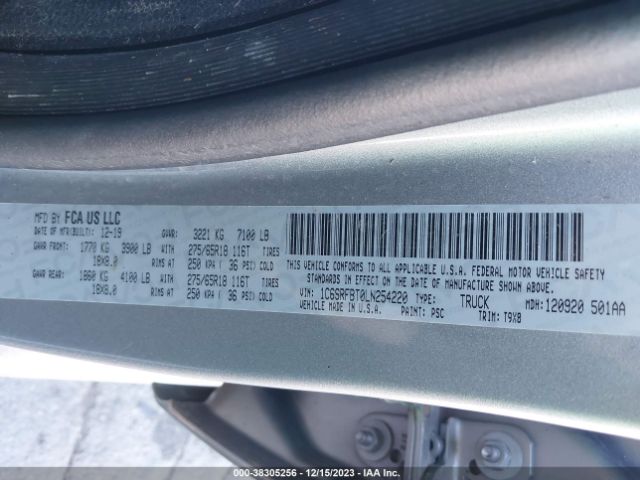 MFD BY FCA US LLC
DATE OF MFR(BUILT): 12-19 GVWR: 3221 KG 7100 LB
GAWR FRONT: 1770 KG 3900 LB WITH 275/65R18 116T TIRES
18X8.0 RIMS AT 250 KPA ( 36 PSI) COLD
GAWR REAR: 1860 KG 4100 LB WITH 275/65R18 116T TIRES
18X8.0 RIMS AT 250 KPA ( 36 PSI) COLD
THIS VEHICLE CONFORMS TO ALL APPLICABLE U.S.A. FEDERAL MOTOR VEHICLE SAFETY
STANDARDS IN EFFECT ON THE DATE OF MANUFACTURE SHOWN ABOVE.
VIN: 1C6SRFBT0LN254220 TYPE: TRUCK MDH: 120920 501AA
VEHICLE MADE IN U.S.A. PAINT: PSC TRIM: T9X8
000-38305256 - 12/15/2023 - IAA Inc.